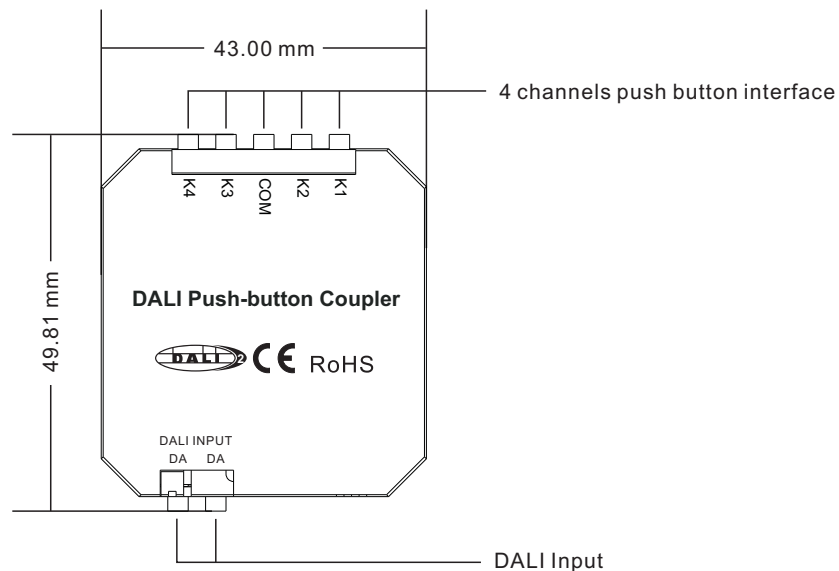 43.00 mm
4 channels push button interface
K4 K3 COM K2 K1
49.81 mm
DALI Push-button Coupler
DALI 2 CE RoHS
DALI INPUT
DA DA
DALI Input